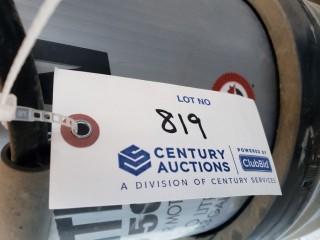 LOT NO
819
CENTURY AUCTIONS
POWERED BY
ClubBid
A DIVISION OF CENTURY SERVICES